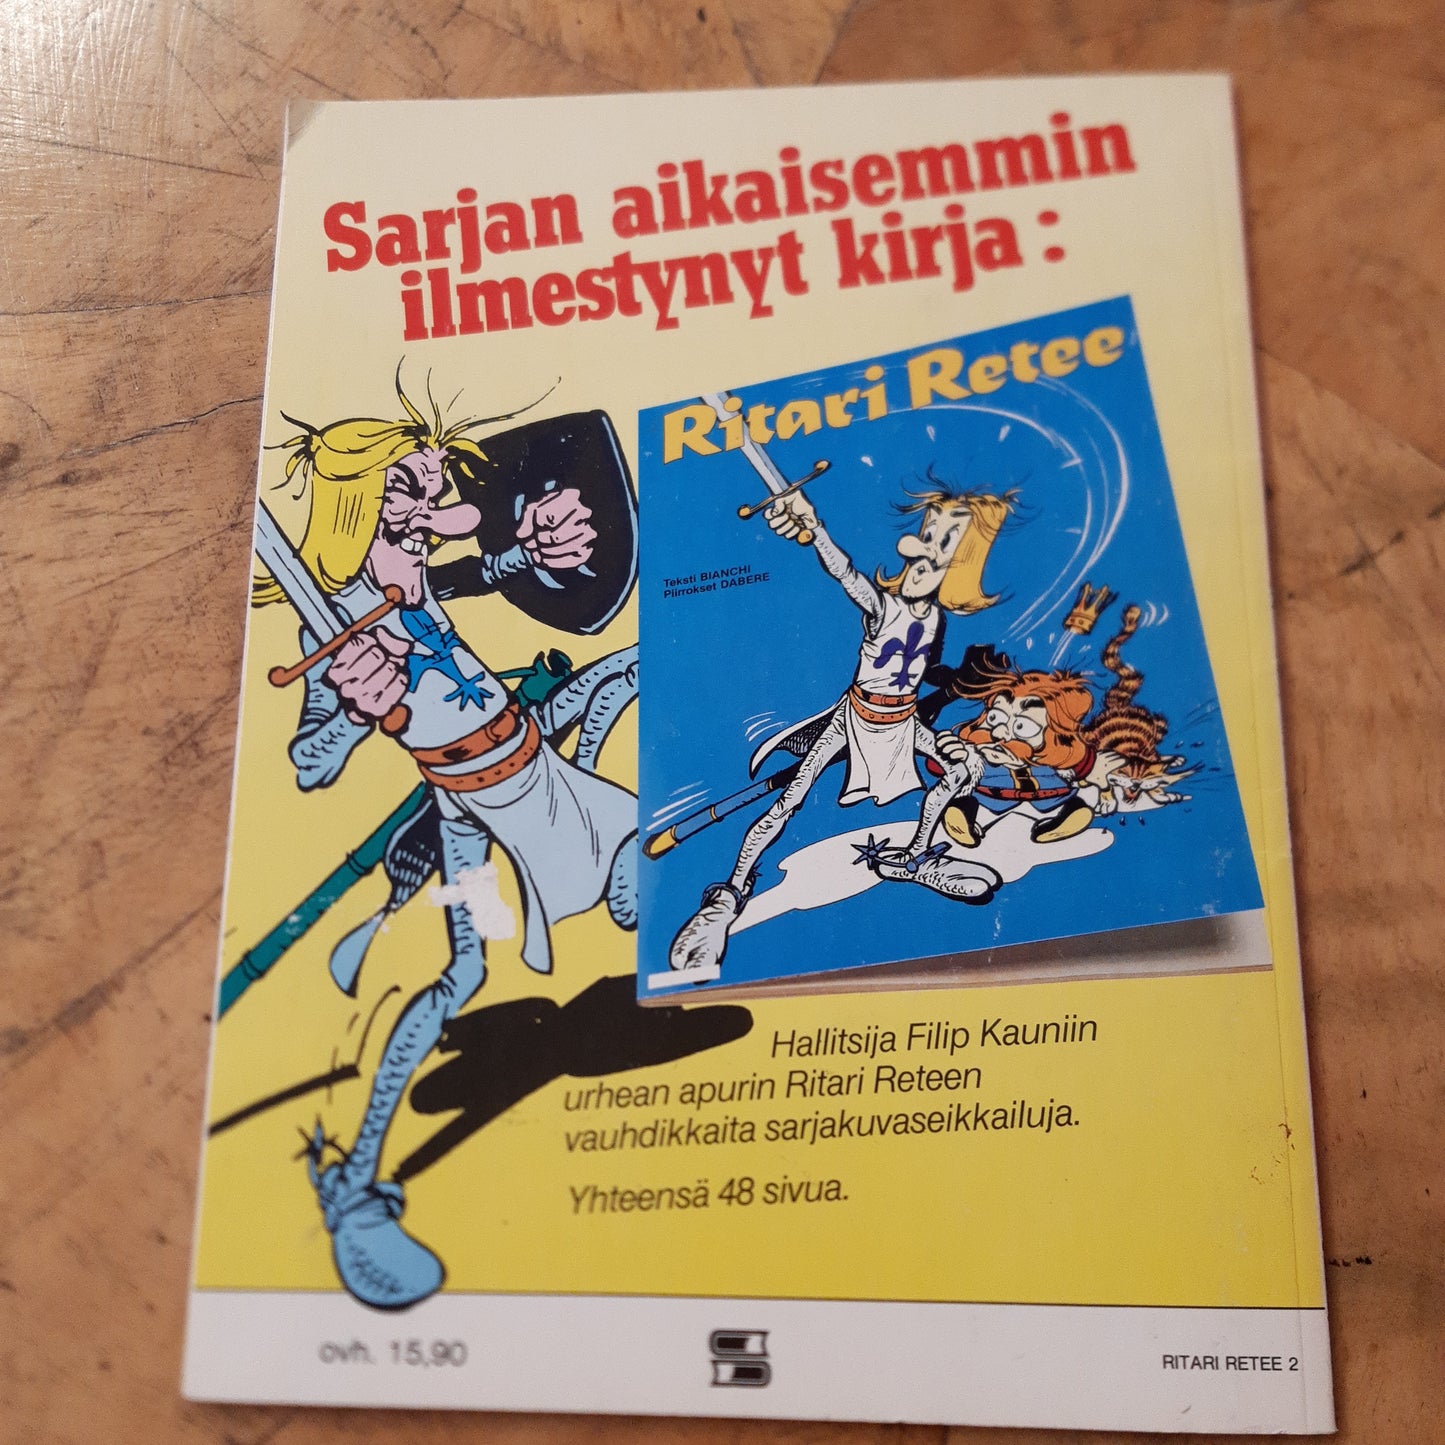 Sarjan aikaisemmin
ilmestynyt kirja:
Ritari Retee
Teksti BIANCHI
Piirrokset DABERE
Hallitsija Filip Kauniin
urhean apurin Ritari Reteen
vauhdikkaita sarjakuvaseikkailuja.
Yhteensä 48 sivua.
ovh. 15,90
RITARI RETEE 2